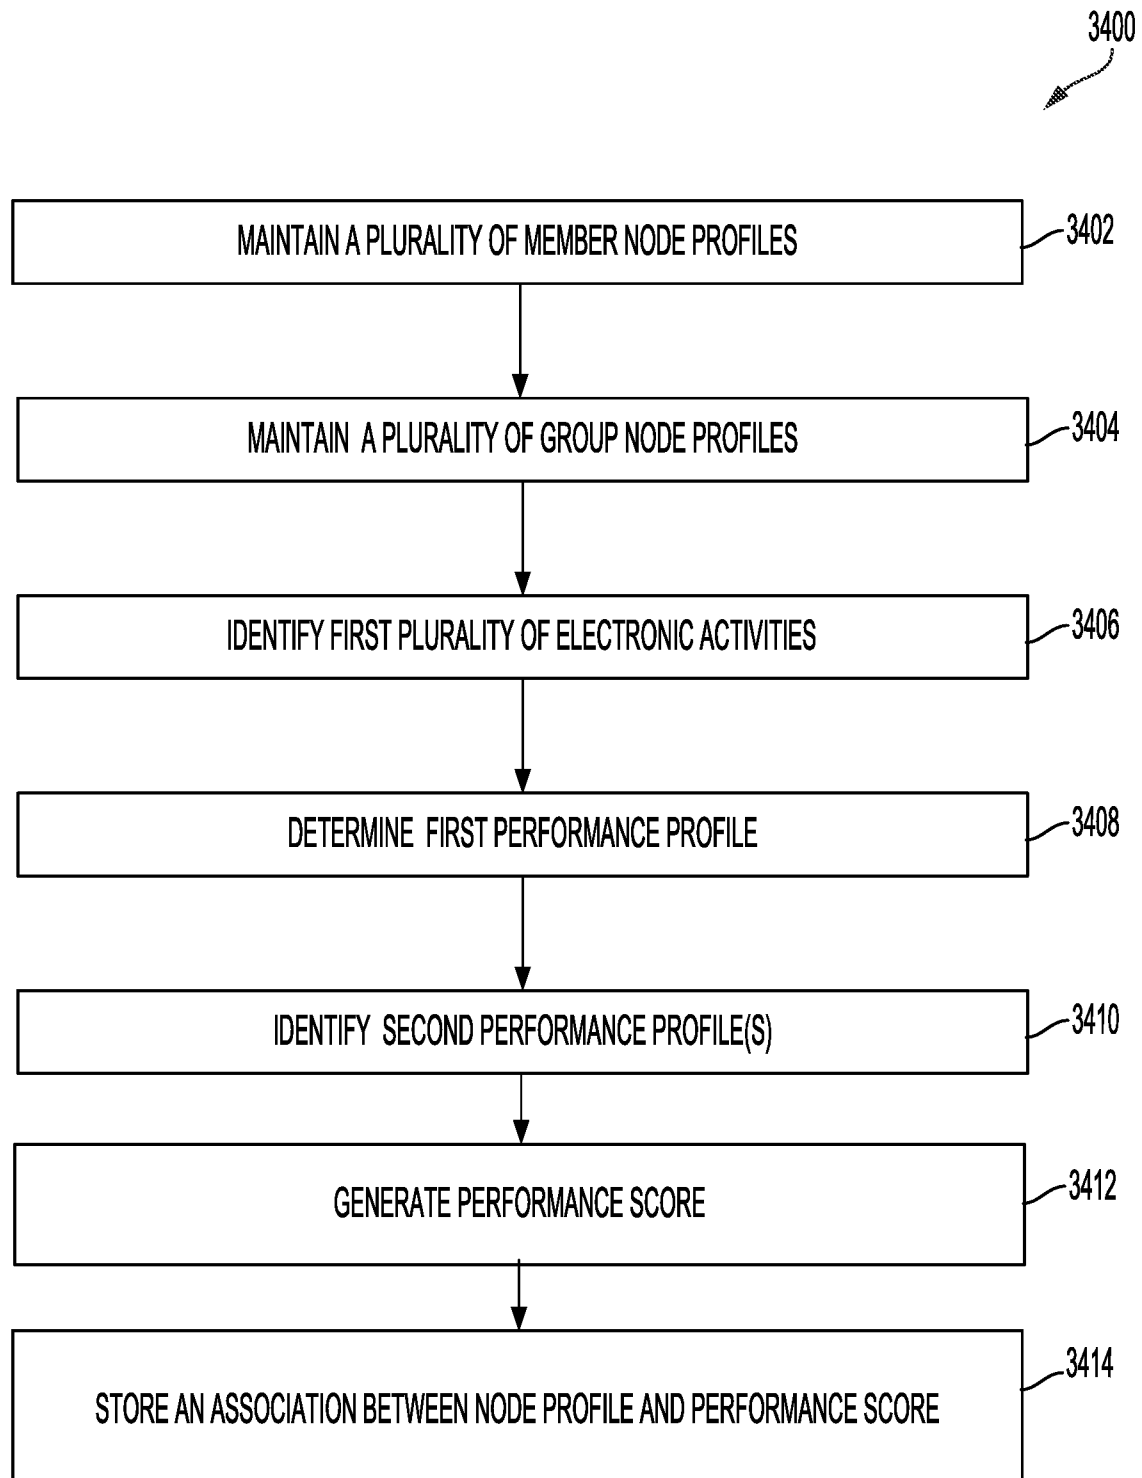 3400
MAINTAIN A PLURALITY OF MEMBER NODE PROFILES
3402
MAINTAIN A PLURALITY OF GROUP NODE PROFILES
3404
IDENTIFY FIRST PLURALITY OF ELECTRONIC ACTIVITIES
3406
DETERMINE FIRST PERFORMANCE PROFILE
3408
IDENTIFY SECOND PERFORMANCE PROFILE(S)
3410
GENERATE PERFORMANCE SCORE
3412
STORE AN ASSOCIATION BETWEEN NODE PROFILE AND PERFORMANCE SCORE
3414